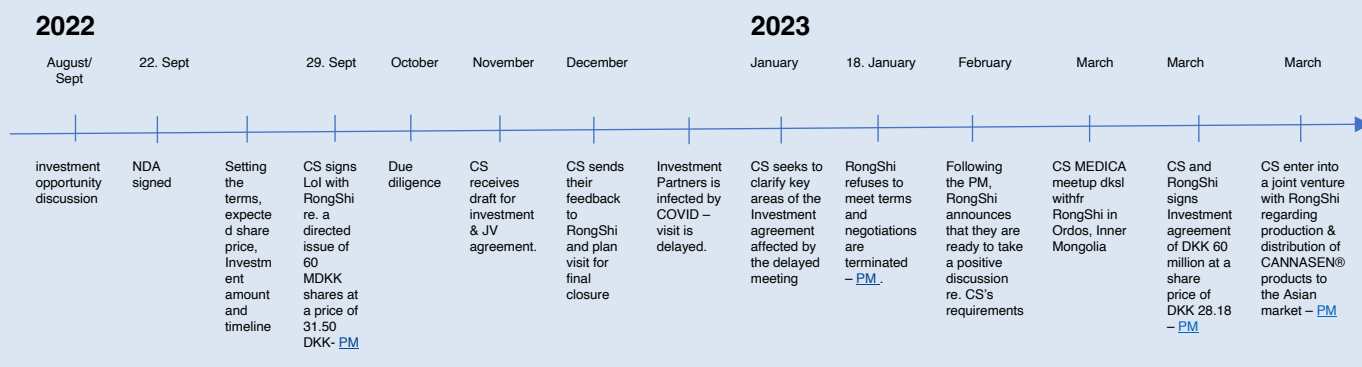 2022
2023
August/
Sept
22. Sept
29. Sept
October
November
December
January
18. January
February
March
March
March
investment
opportunity
discussion
NDA
signed
Setting
the
terms,
expecte
d share
price,
Investm
ent
amount
and
timeline
CS signs
LoI with
RongShi
re. a
directed
issue of
60
MDKK
shares at
a price of
31.50
DKK- PM
Due
diligence
CS
receives
draft for
investment
& JV
agreement.
CS sends
their
feedback
to
RongShi
and plan
visit for
final
closure
Investment
Partners is
infected by
COVID –
visit is
delayed.
CS seeks to
clarify key
areas of the
Investment
agreement
affected by
the delayed
meeting
RongShi
refuses to
meet terms
and
negotiations
are
terminated
– PM .
Following
the PM,
RongShi
announces
that they are
ready to take
a positive
discussion
re. CS's
requirements
CS MEDICA
meetup dksl
withfr
RongShi in
Ordos, Inner
Mongolia
CS and
RongShi
signs
Investment
agreement
of DKK 60
million at a
share
price of
DKK 28.18
– PM
CS enter into
a joint venture
with RongShi
regarding
production &
distribution of
CANNASEN®
products to
the Asian
market – PM